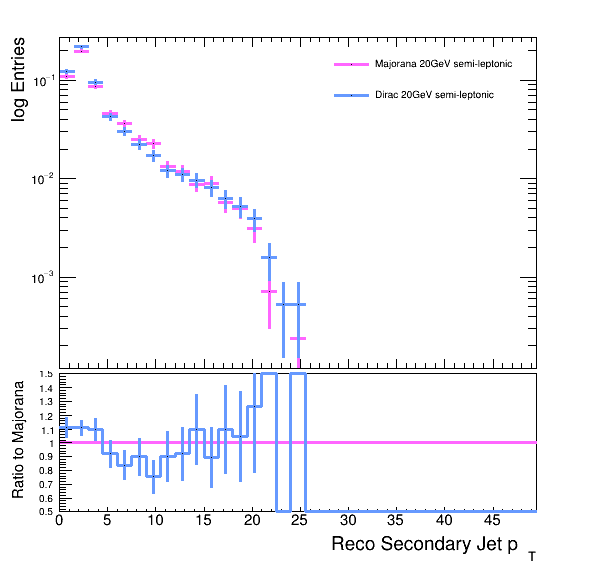 log Entries
Majorana 20GeV semi-leptonic
Dirac 20GeV semi-leptonic
10⁻¹
10⁻²
10⁻³
Ratio to Majorana
1.5
1.4
1.3
1.2
1.1
1
0.9
0.8
0.7
0.6
0.5
0 5 10 15 20 25 30 35 40 45
Reco Secondary Jet p_T